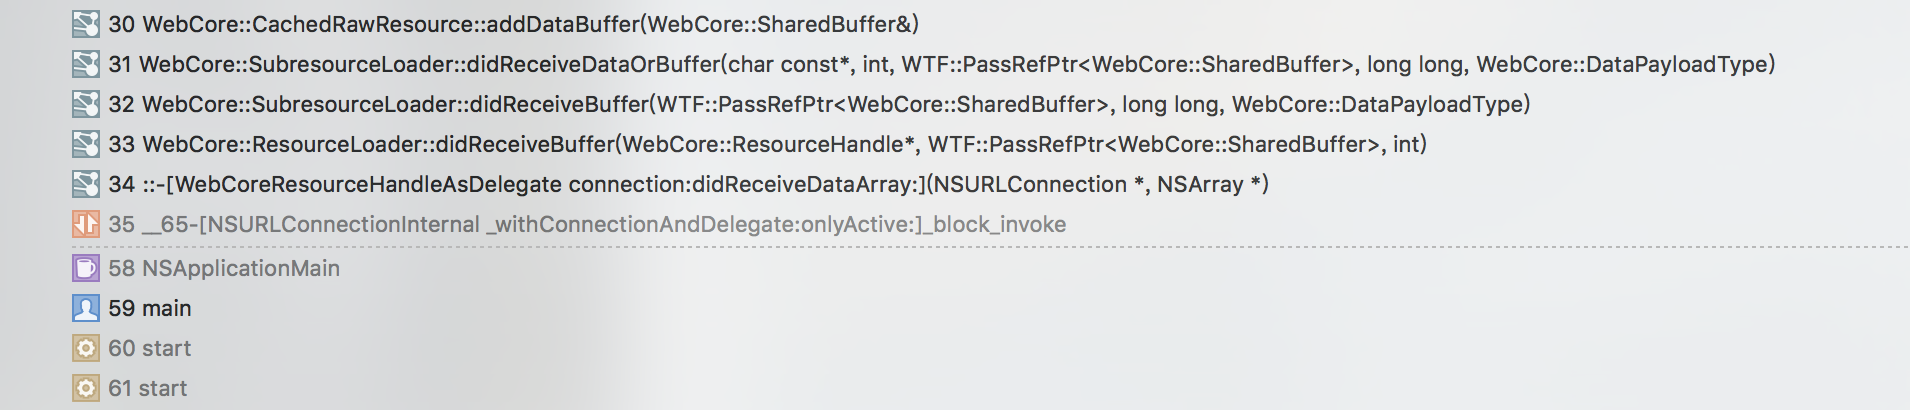 30 WebCore::CachedRawResource::addDataBuffer(WebCore::SharedBuffer&)
31 WebCore::SubresourceLoader::didReceiveDataOrBuffer(char const*, int, WTF::PassRefPtr<WebCore::SharedBuffer>, long long, WebCore::DataPayloadType)
32 WebCore::SubresourceLoader::didReceiveBuffer(WTF::PassRefPtr<WebCore::SharedBuffer>, long long, WebCore::DataPayloadType)
33 WebCore::ResourceLoader::didReceiveBuffer(WebCore::ResourceHandle*, WTF::PassRefPtr<WebCore::SharedBuffer>, int)
34 ::-[WebCoreResourceHandleAsDelegate connection:didReceiveDataArray:](NSURLConnection *, NSArray *)
35 __65-[NSURLConnectionInternal _withConnectionAndDelegate:onlyActive:]_block_invoke
58 NSApplicationMain
59 main
60 start
61 start